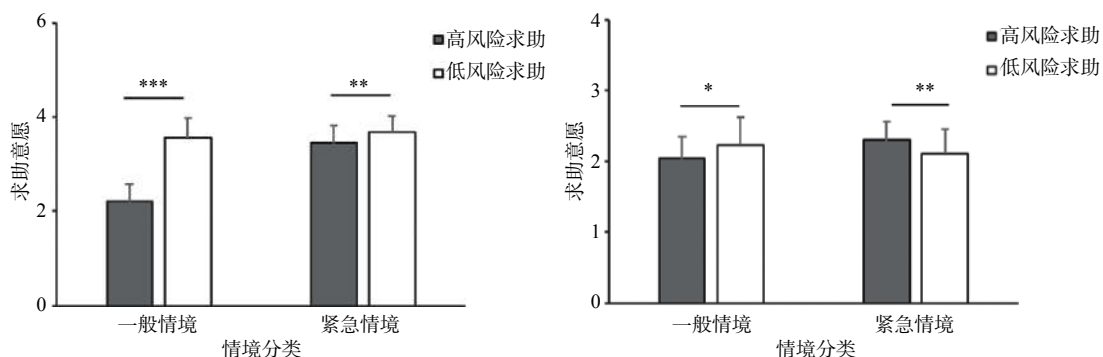 6
4
2
0
求助意愿
高风险求助
低风险求助
***
**
一般情境
紧急情境
情境分类
4
3
2
1
0
求助意愿
高风险求助
低风险求助
*
**
一般情境
紧急情境
情境分类